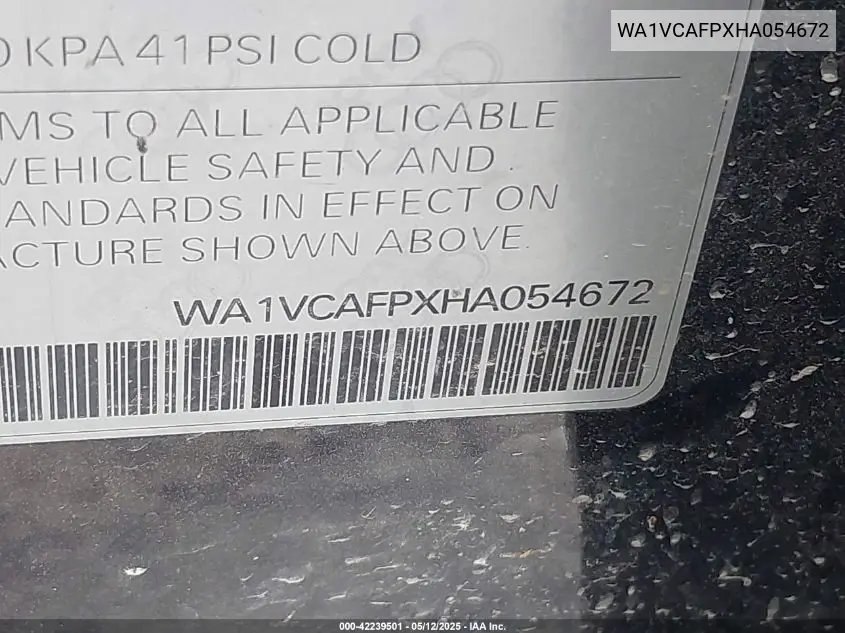 WA1VCAFPXHA054672
KPA 41 PSI COLD
MS TO ALL APPLICABLE
VEHICLE SAFETY AND
ANDARDS IN EFFECT ON
CTURE SHOWN ABOVE.
WA1VCAFPXHA054672
000-42239501 - 05/12/2025 - IAA Inc.